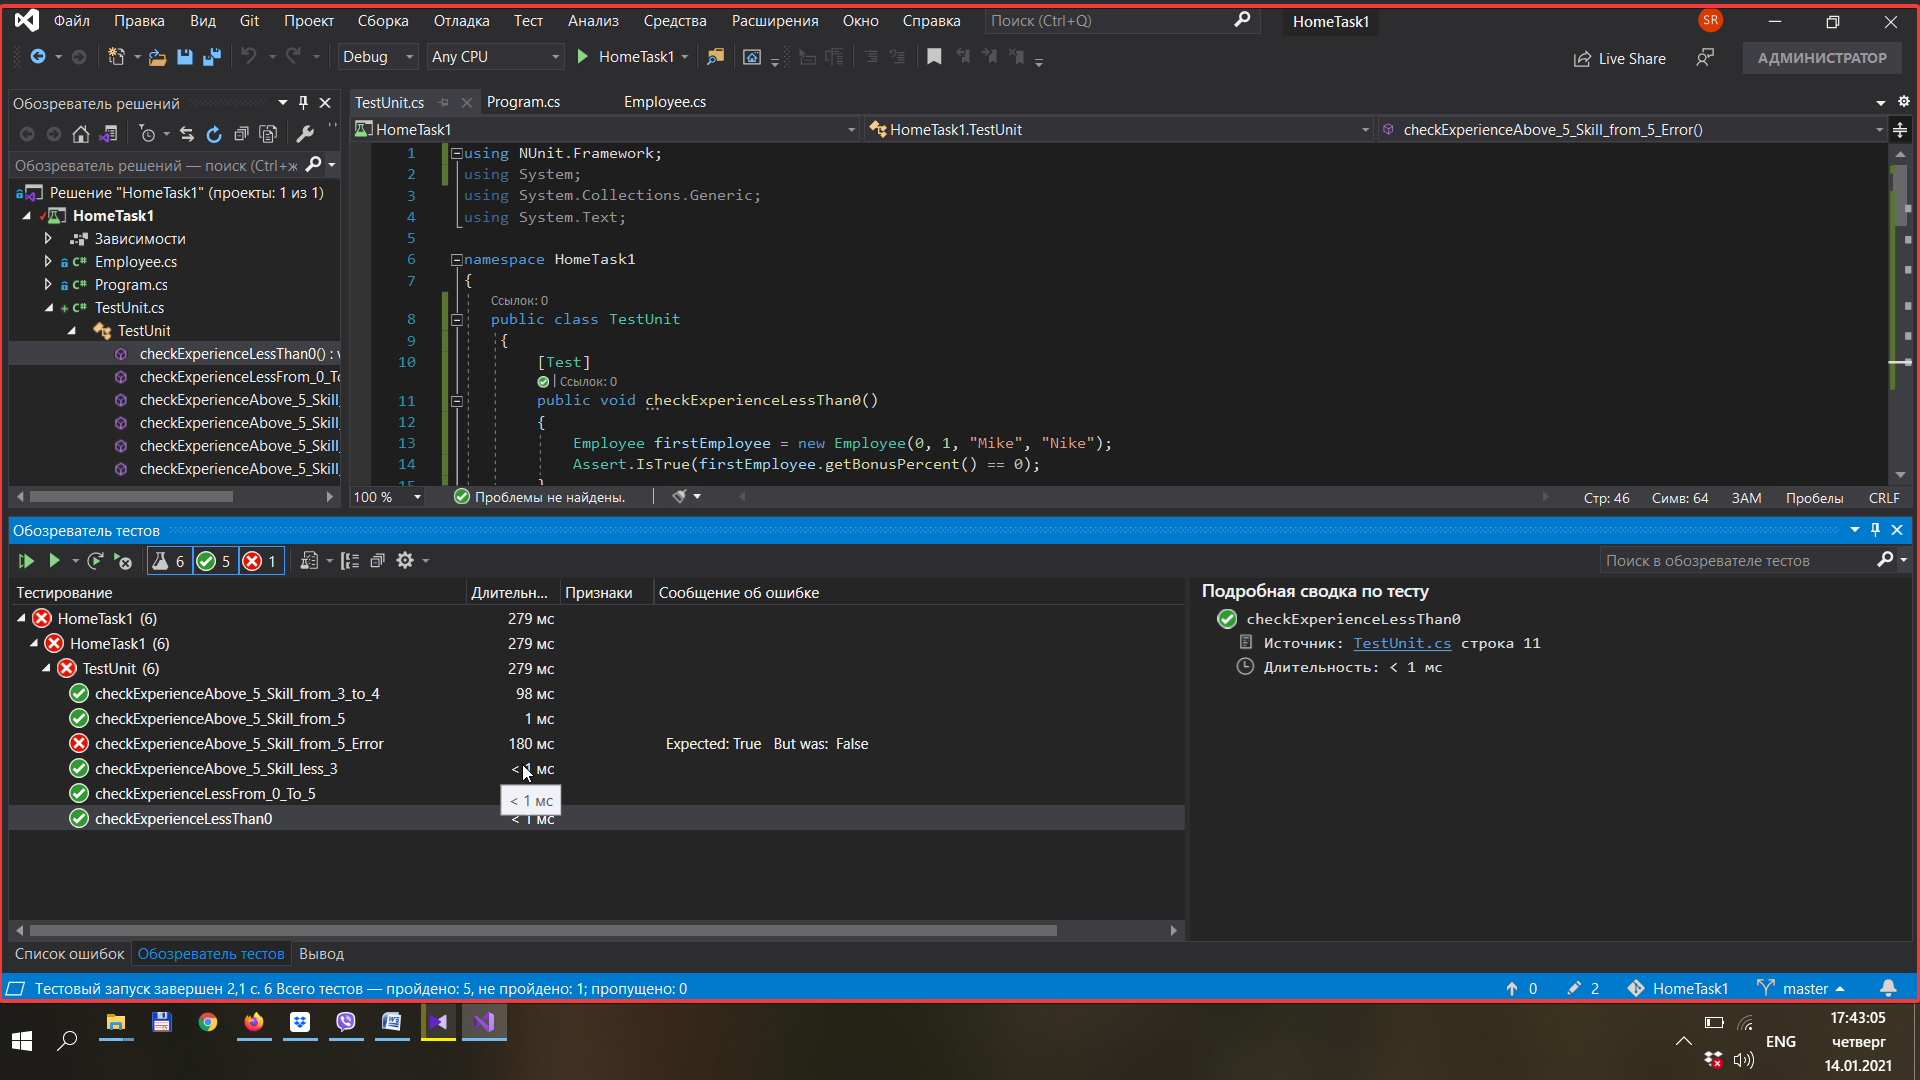 Файл Правка Вид Git Проект Сборка Отладка Тест Анализ Средства Расширения Окно Справка Поиск (Ctrl+Q) HomeTask1 SR
Debug Any CPU HomeTask1 Live Share АДМИНИСТРАТОР
Обозреватель решений
TestUnit.cs Program.cs Employee.cs
HomeTask1 HomeTask1.TestUnit checkExperienceAbove_5_Skill_from_5_Error()
Обозреватель решений — поиск (Ctrl+ж
Решение "HomeTask1" (проекты: 1 из 1)
HomeTask1
Зависимости
C# Employee.cs
C# Program.cs
C# TestUnit.cs
TestUnit
checkExperienceLessThan0() : v
checkExperienceLessFrom_0_To
checkExperienceAbove_5_Skill_
checkExperienceAbove_5_Skill_
checkExperienceAbove_5_Skill_
checkExperienceAbove_5_Skill_
1 using NUnit.Framework;
2 using System;
3 using System.Collections.Generic;
4 using System.Text;
5
6 namespace HomeTask1
7 {
Ссылок: 0
8 public class TestUnit
9 {
10 [Test]
Ссылок: 0
11 public void checkExperienceLessThan0()
12 {
13 Employee firstEmployee = new Employee(0, 1, "Mike", "Nike");
14 Assert.IsTrue(firstEmployee.getBonusPercent() == 0);
15 }
100 % Проблемы не найдены. Стр: 46 Симв: 64 ЗАМ Пробелы CRLF
Обозреватель тестов
6 5 1 Поиск в обозревателе тестов
Тестирование Длительн... Признаки Сообщение об ошибке
HomeTask1 (6) 279 мс
HomeTask1 (6) 279 мс
TestUnit (6) 279 мс
checkExperienceAbove_5_Skill_from_3_to_4 98 мс
checkExperienceAbove_5_Skill_from_5 1 мс
checkExperienceAbove_5_Skill_from_5_Error 180 мс Expected: True But was: False
checkExperienceAbove_5_Skill_less_3 < 1 мс
checkExperienceLessFrom_0_To_5
< 1 мс
checkExperienceLessThan0 < 1 мс
Подробная сводка по тесту
checkExperienceLessThan0
Источник: TestUnit.cs строка 11
Длительность: < 1 мс
Список ошибок Обозреватель тестов Вывод
Тестовый запуск завершен 2,1 с. 6 Всего тестов — пройдено: 5, не пройдено: 1; пропущено: 0 0 2 HomeTask1 master
17:43:05
ENG четверг
14.01.2021